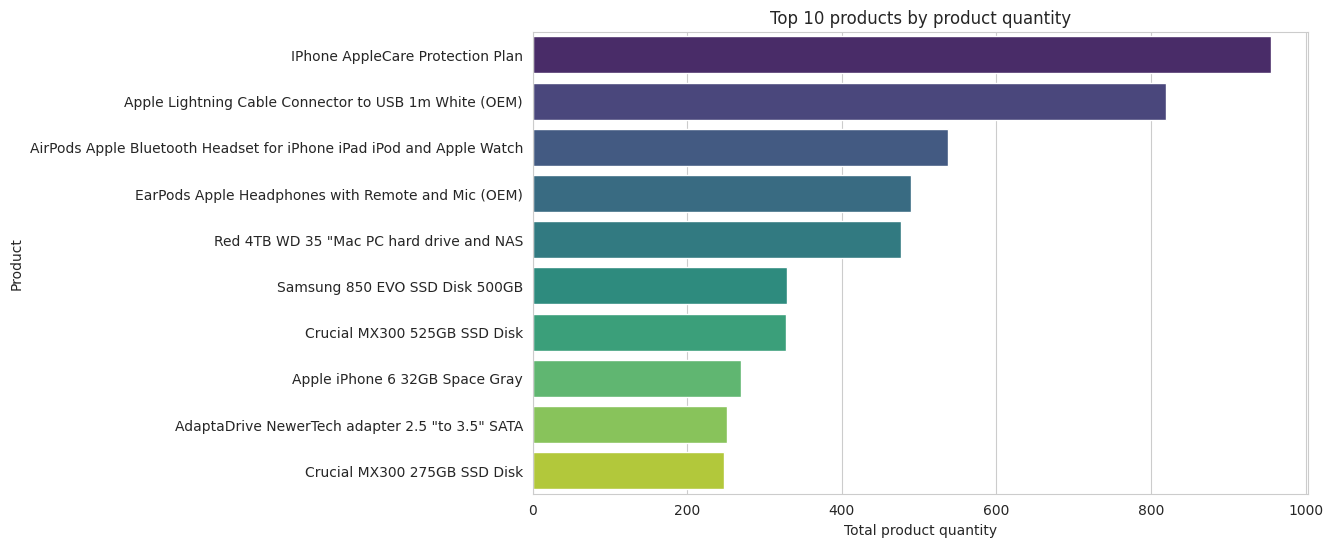 Top 10 products by product quantity
Product
IPhone AppleCare Protection Plan
Apple Lightning Cable Connector to USB 1m White (OEM)
AirPods Apple Bluetooth Headset for iPhone iPad iPod and Apple Watch
EarPods Apple Headphones with Remote and Mic (OEM)
Red 4TB WD 35 "Mac PC hard drive and NAS
Samsung 850 EVO SSD Disk 500GB
Crucial MX300 525GB SSD Disk
Apple iPhone 6 32GB Space Gray
AdaptaDrive NewerTech adapter 2.5 "to 3.5" SATA
Crucial MX300 275GB SSD Disk
0 200 400 600 800 1000
Total product quantity